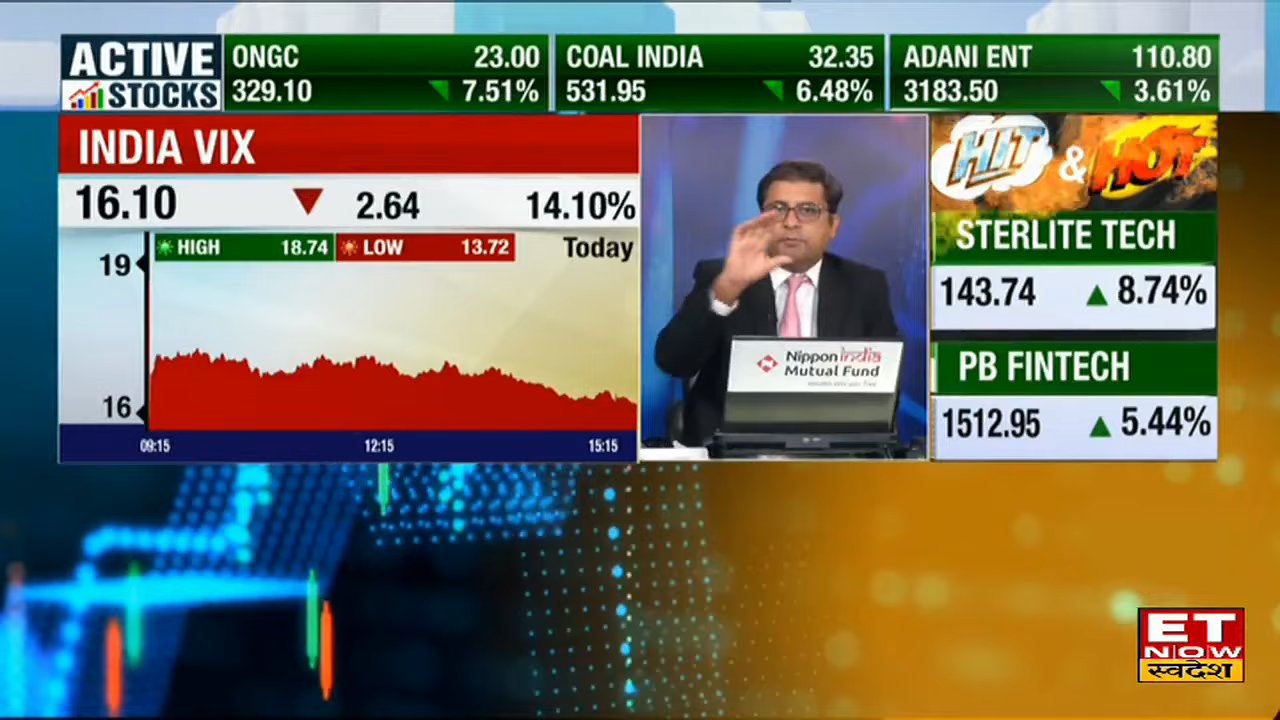 ACTIVE STOCKS
ONGC 23.00
329.10 7.51%
COAL INDIA 32.35
531.95 6.48%
ADANI ENT 110.80
3183.50 3.61%
INDIA VIX
16.10 2.64 14.10%
HIGH 18.74 LOW 13.72 Today
19
16
09:15 12:15 15:15
Nippon india
Mutual Fund
HIT & HOT
STERLITE TECH
143.74 8.74%
PB FINTECH
1512.95 5.44%
ET
NOW
स्वदेश